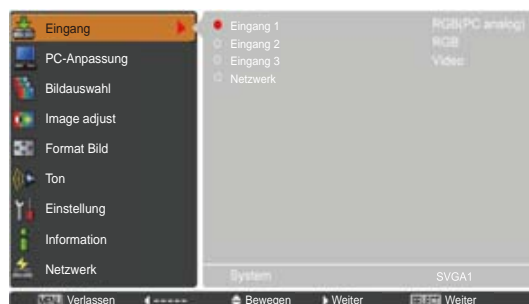 Eingang
PC-Anpassung
Bildauswahl
Image adjust
Format Bild
Ton
Einstellung
Information
Netzwerk
Eingang 1 RGB(PC analog)
Eingang 2 RGB
Eingang 3 Video
Netzwerk
System SVGA1
MENU Verlassen ◀ ----- Bewegen Weiter Weiter